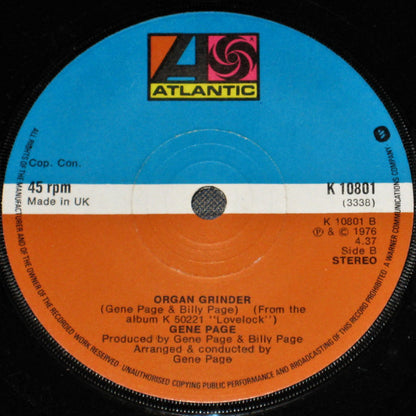 ATLANTIC
Cop. Con.
45 rpm
Made in UK
K 10801
(3338)
K 10801 B
℗ & © 1976
4.37
Side B
STEREO
ORGAN GRINDER
(Gene Page & Billy Page) (From the
album K 50221 "Lovelock")
GENE PAGE
Produced by Gene Page & Billy Page
Arranged & conducted by
Gene Page
ALL RIGHTS OF THE MANUFACTURER AND OF THE OWNER OF THE RECORDED WORK RESERVED. UNAUTHORISED COPYING PUBLIC PERFORMANCE AND BROADCASTING OF THIS RECORD PROHIBITED. A WARNER COMMUNICATIONS COMPANY